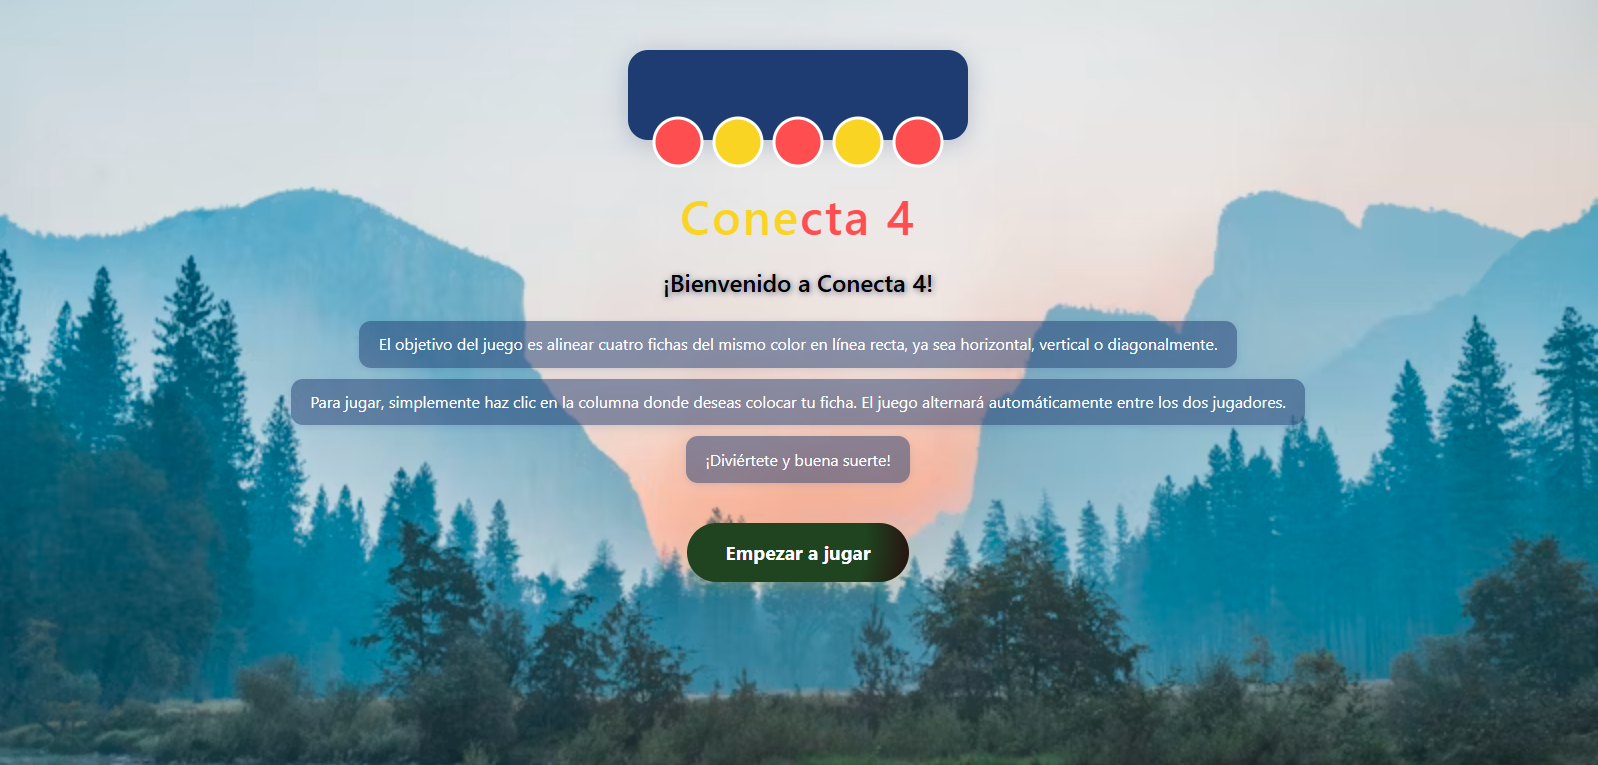 Conecta 4
¡Bienvenido a Conecta 4!
El objetivo del juego es alinear cuatro fichas del mismo color en línea recta, ya sea horizontal, vertical o diagonalmente.
Para jugar, simplemente haz clic en la columna donde deseas colocar tu ficha. El juego alternará automáticamente entre los dos jugadores.
¡Diviértete y buena suerte!
Empezar a jugar